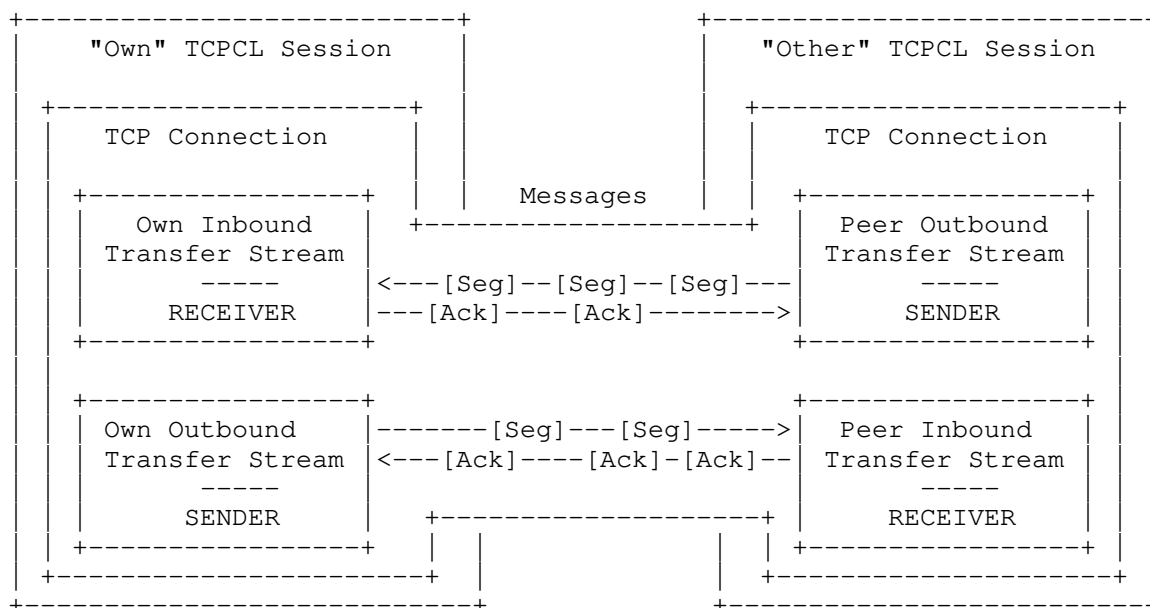 "Own" TCPCL Session "Other" TCPCL Session
TCP Connection TCP Connection
Messages
Own Inbound Peer Outbound
Transfer Stream Transfer Stream
----- <---[Seg]--[Seg]--[Seg]--- -----
RECEIVER ---[Ack]----[Ack]--------> SENDER
Own Outbound -------[Seg]---[Seg]-----> Peer Inbound
Transfer Stream <---[Ack]----[Ack]-[Ack]-- Transfer Stream
----- -----
SENDER RECEIVER